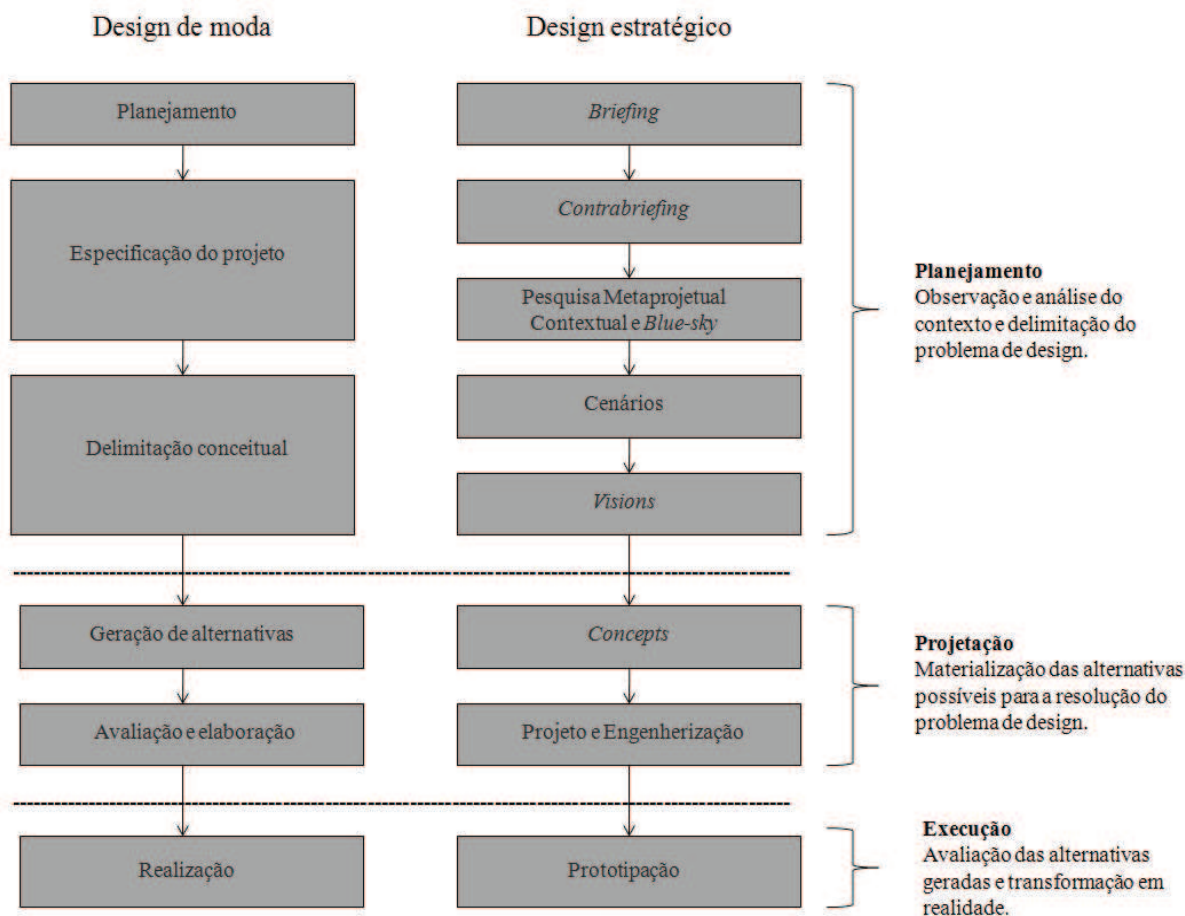 Design de moda
Design estratégico
Planejamento
Especificação do projeto
Delimitação conceitual
Geração de alternativas
Avaliação e elaboração
Realização
Briefing
Contrabriefing
Pesquisa Metaprojetual
Contextual e Blue-sky
Cenários
Visions
Concepts
Projeto e Engenherização
Prototipação
Planejamento
Observação e análise do
contexto e delimitação do
problema de design.
Projetação
Materialização das alternativas
possíveis para a resolução do
problema de design.
Execução
Avaliação das alternativas
geradas e transformação em
realidade.